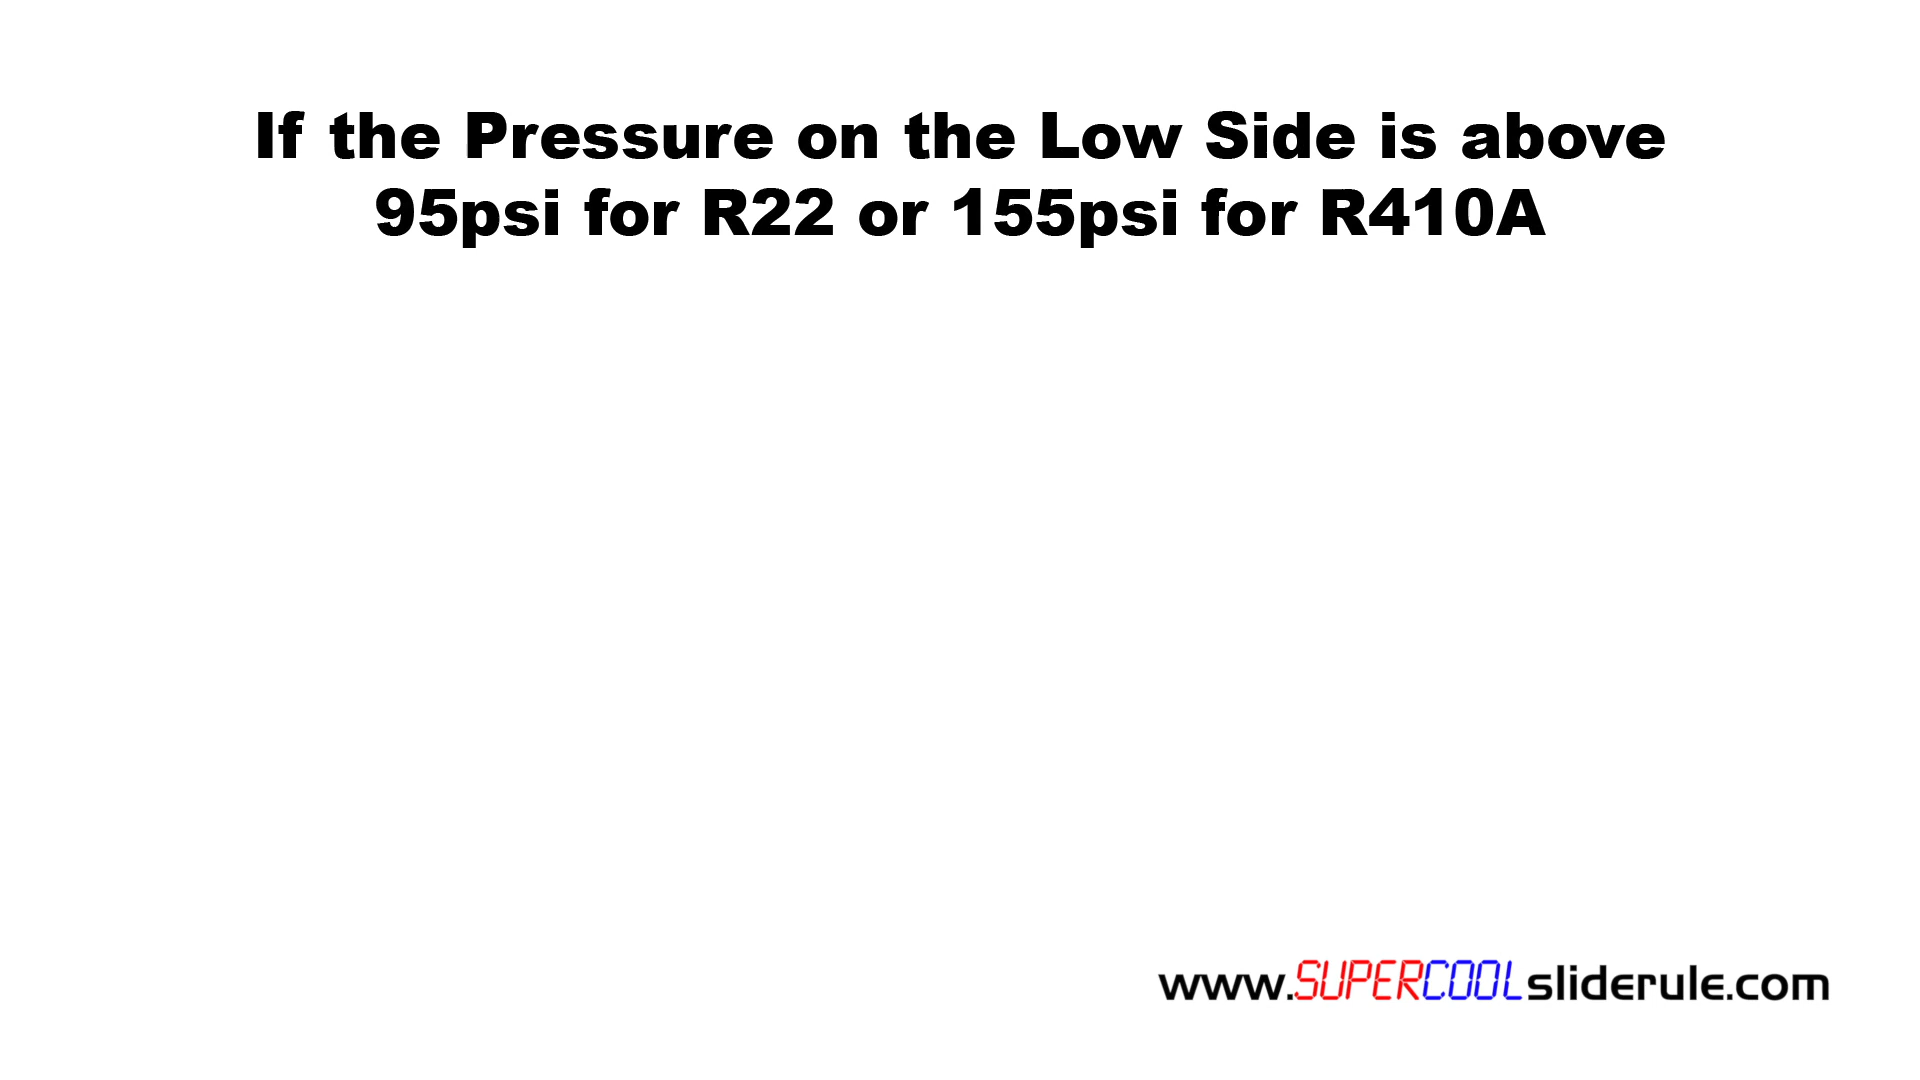 If the Pressure on the Low Side is above
95psi for R22 or 155psi for R410A
www.SUPERCOOLsliderule.com